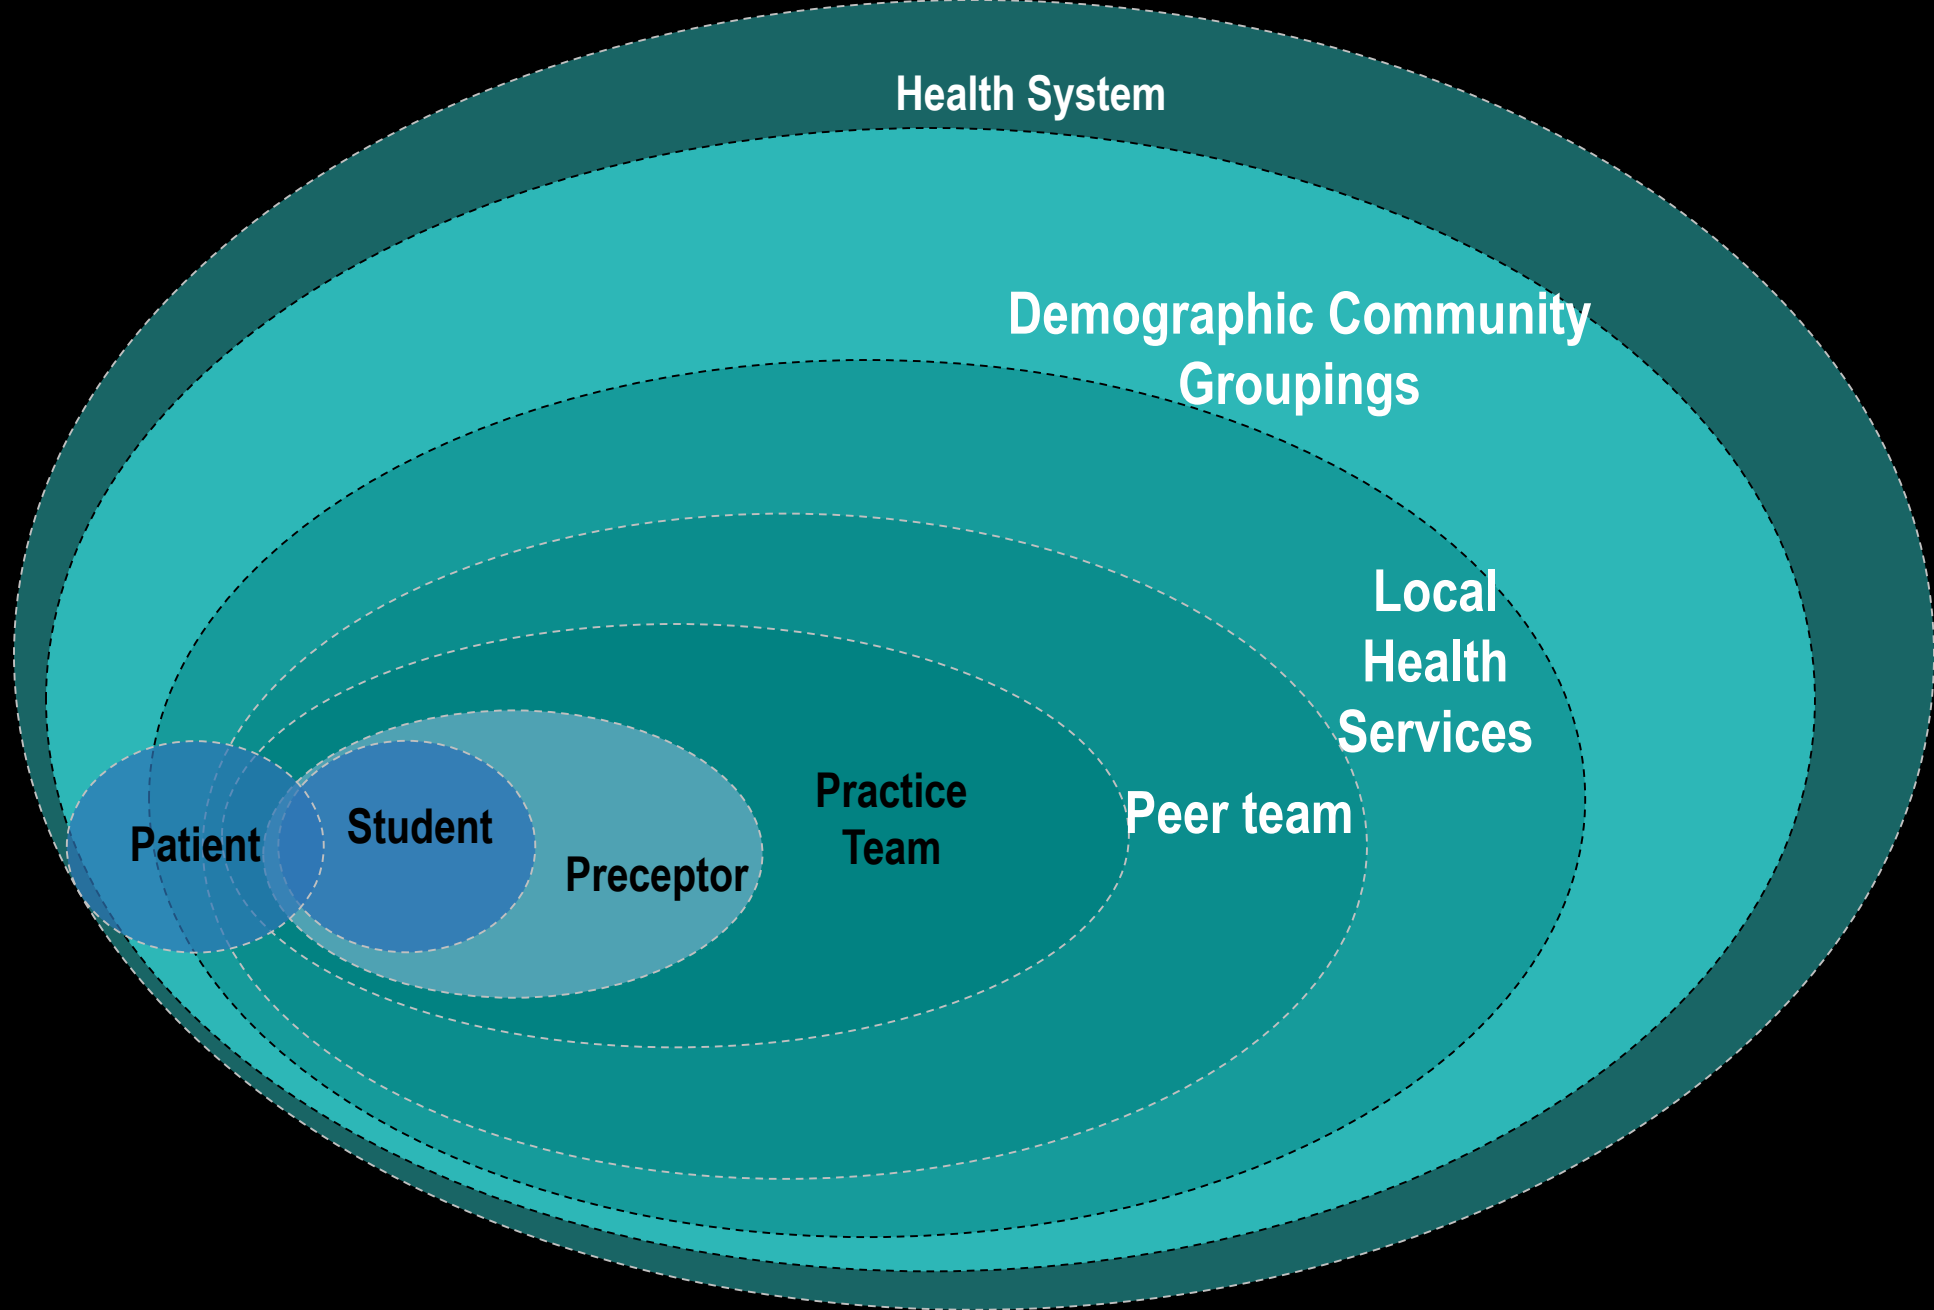 Health System
Demographic Community
Groupings
Local
Health
Services
Practice
Team
Peer team
Patient
Student
Preceptor